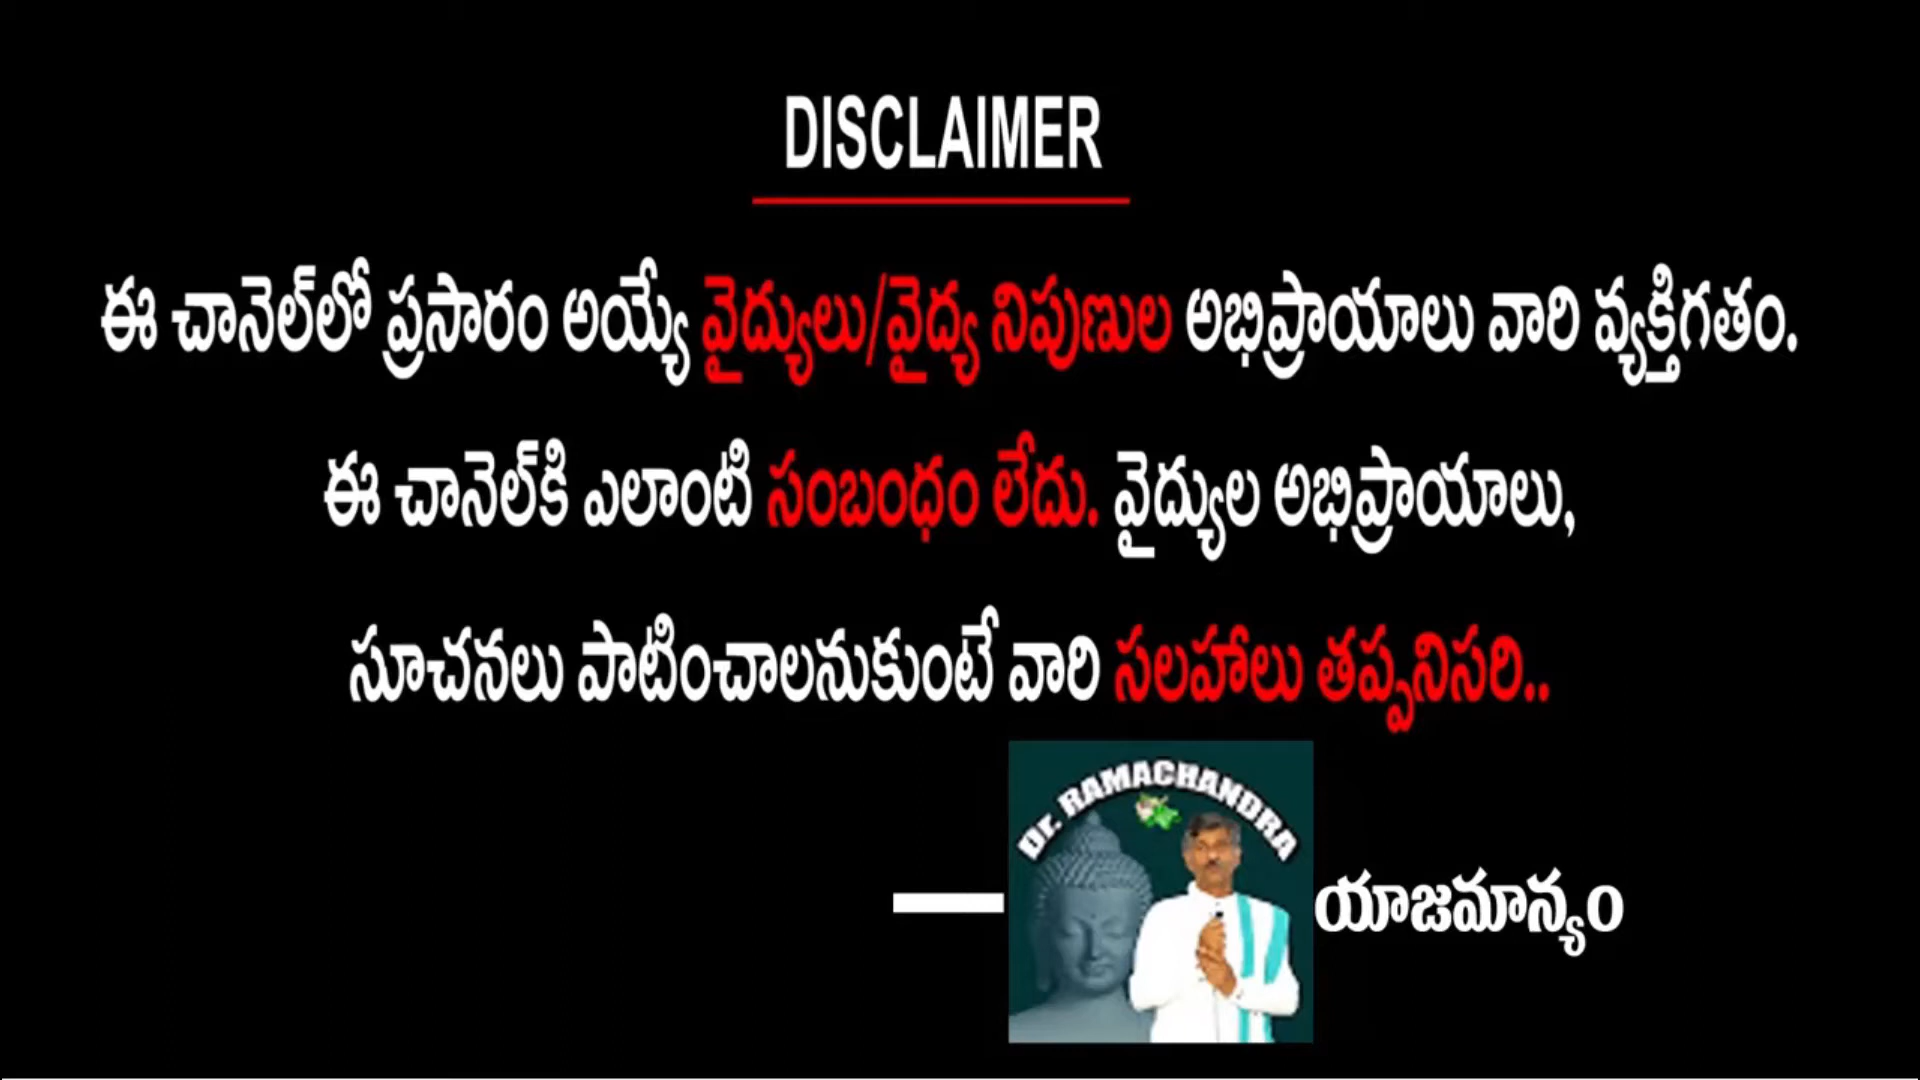 DISCLAIMER
ఈ చానెల్‌లో ప్రసారం అయ్యే వైద్యులు/వైద్య నిపుణుల అభిప్రాయాలు వారి వ్యక్తిగతం.
ఈ చానెల్‌కి ఎలాంటి సంబంధం లేదు. వైద్యుల అభిప్రాయాలు,
సూచనలు పాటించాలనుకుంటే వారి సలహాలు తప్పనిసరి..
Dr. RAMACHANDRA
— యాజమాన్యం